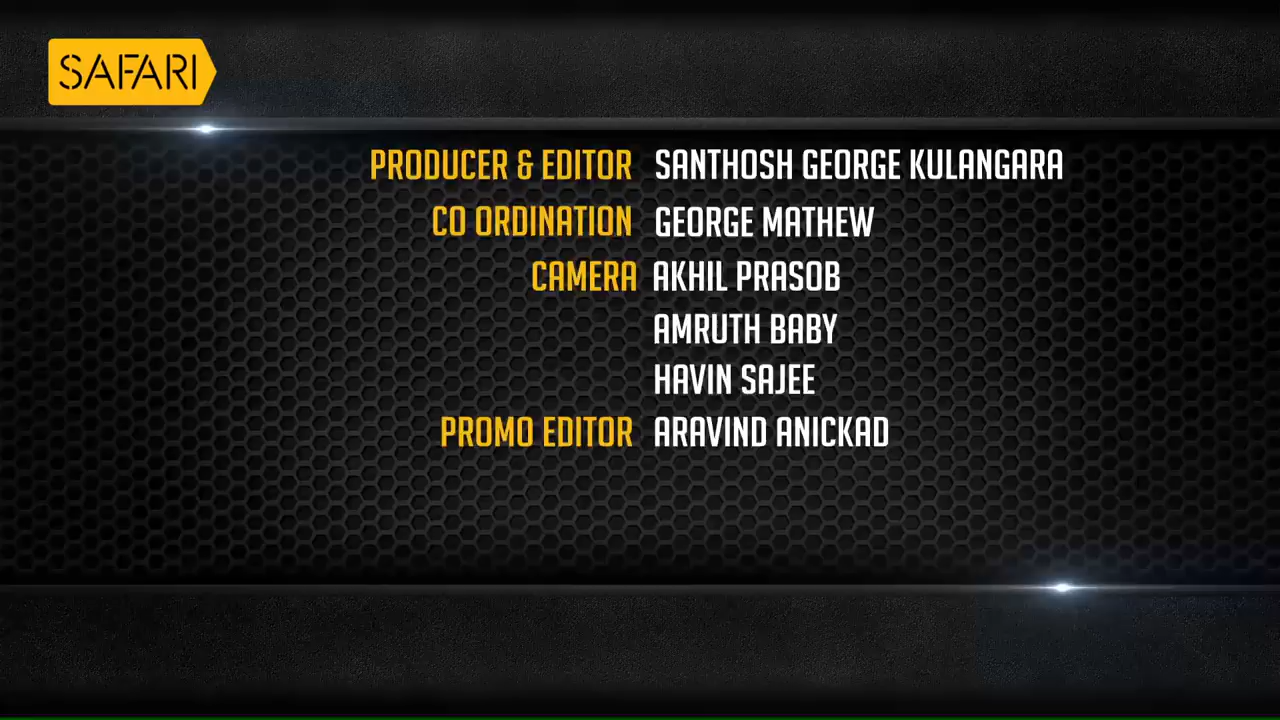 SAFARI
PRODUCER & EDITOR SANTHOSH GEORGE KULANGARA
CO ORDINATION GEORGE MATHEW
CAMERA AKHIL PRASOB
AMRUTH BABY
HAVIN SAJEE
PROMO EDITOR ARAVIND ANICKAD